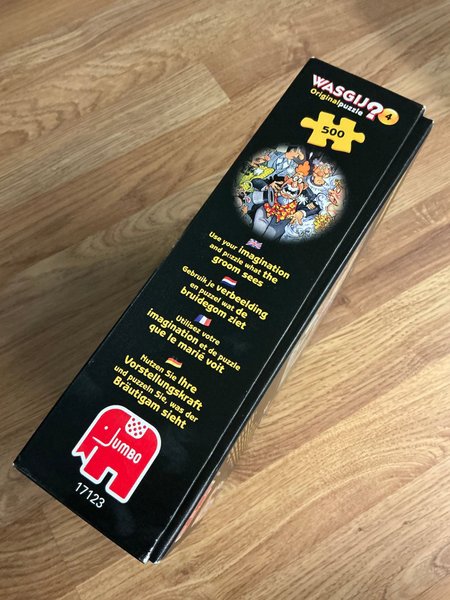 WASGIJ?
Originalpuzzle
4
500
Use your imagination
and puzzle what the
groom sees
Gebruik je verbeelding
en puzzel wat de
bruidegom ziet
Utilisez votre
imagination et de puzzle
que le marié voit
Nutzen Sie Ihre
Vorstellungskraft
und puzzeln Sie, was der
Bräutigam sieht
JUMBO
17123